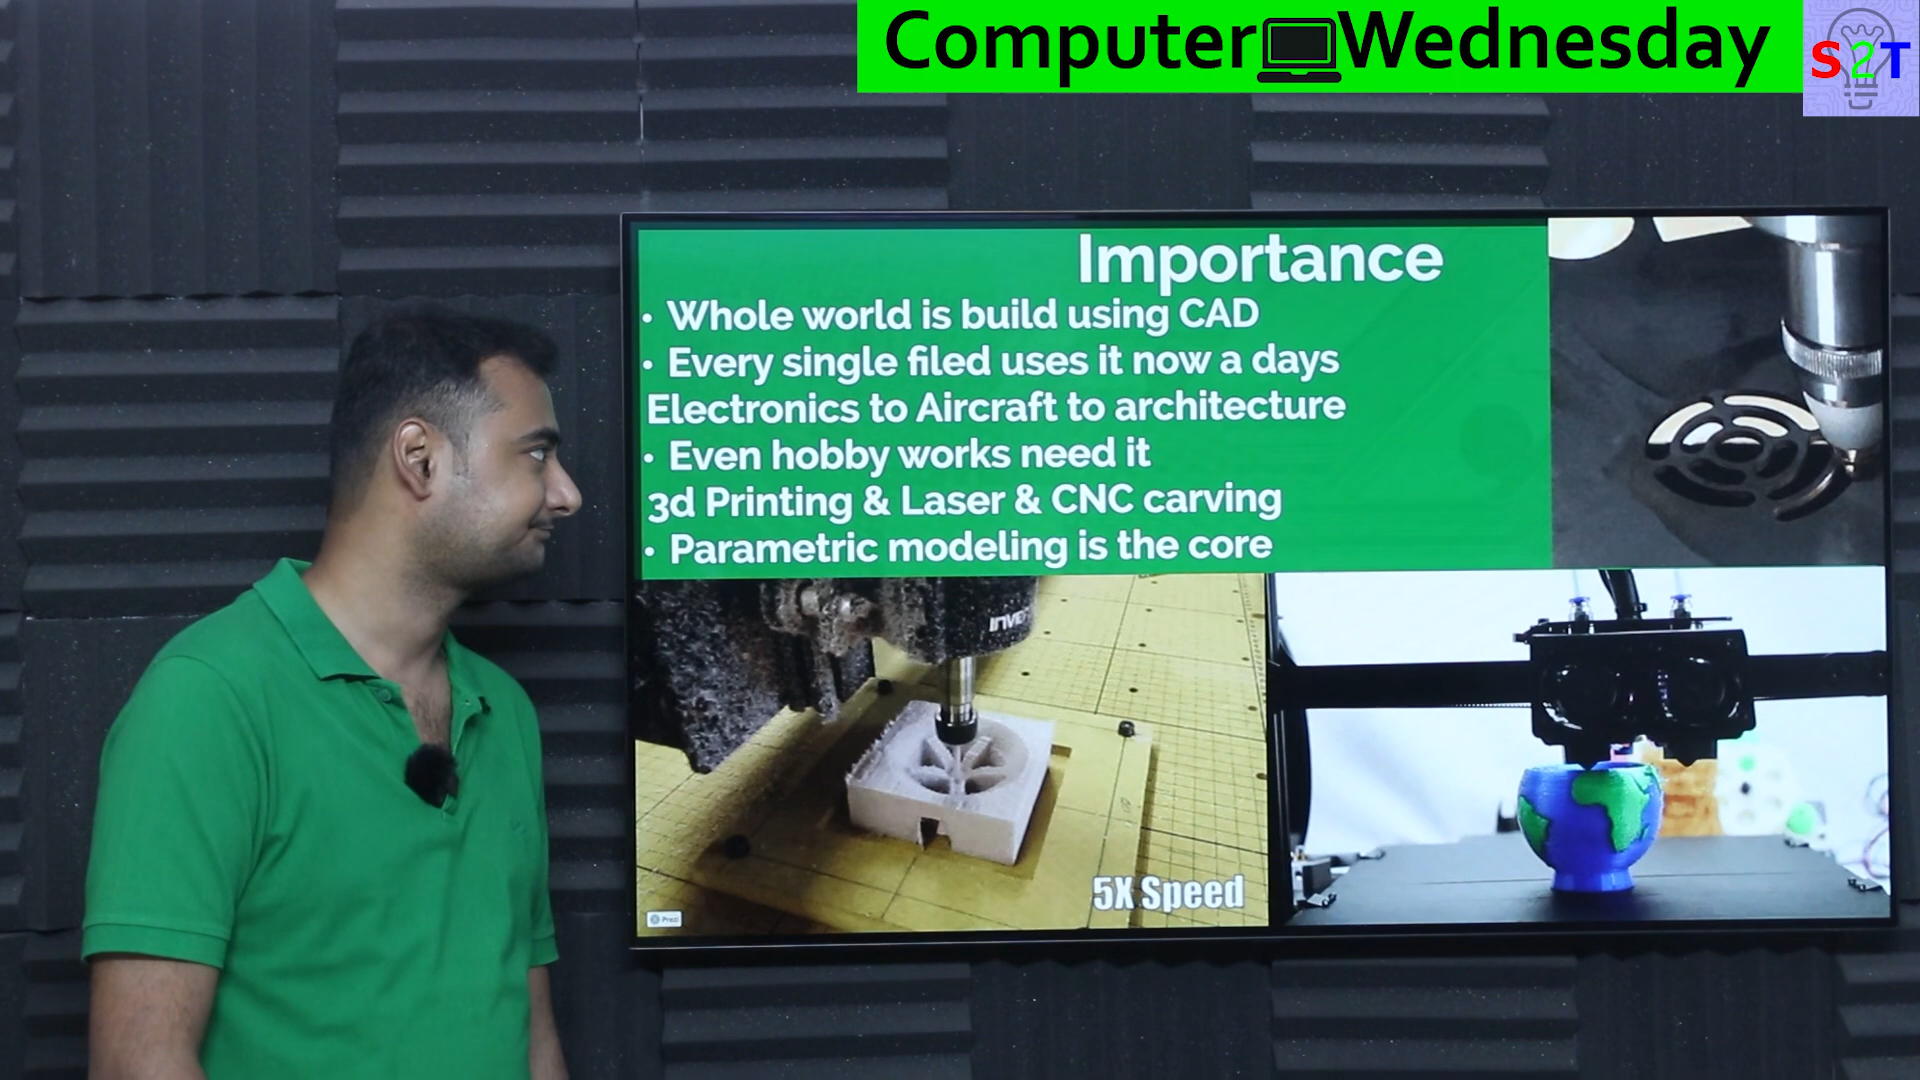 Computer Wednesday
S2T
Importance
• Whole world is build using CAD
• Every single filed uses it now a days
Electronics to Aircraft to architecture
• Even hobby works need it
3d Printing & Laser & CNC carving
• Parametric modeling is the core
5X Speed
Prezi